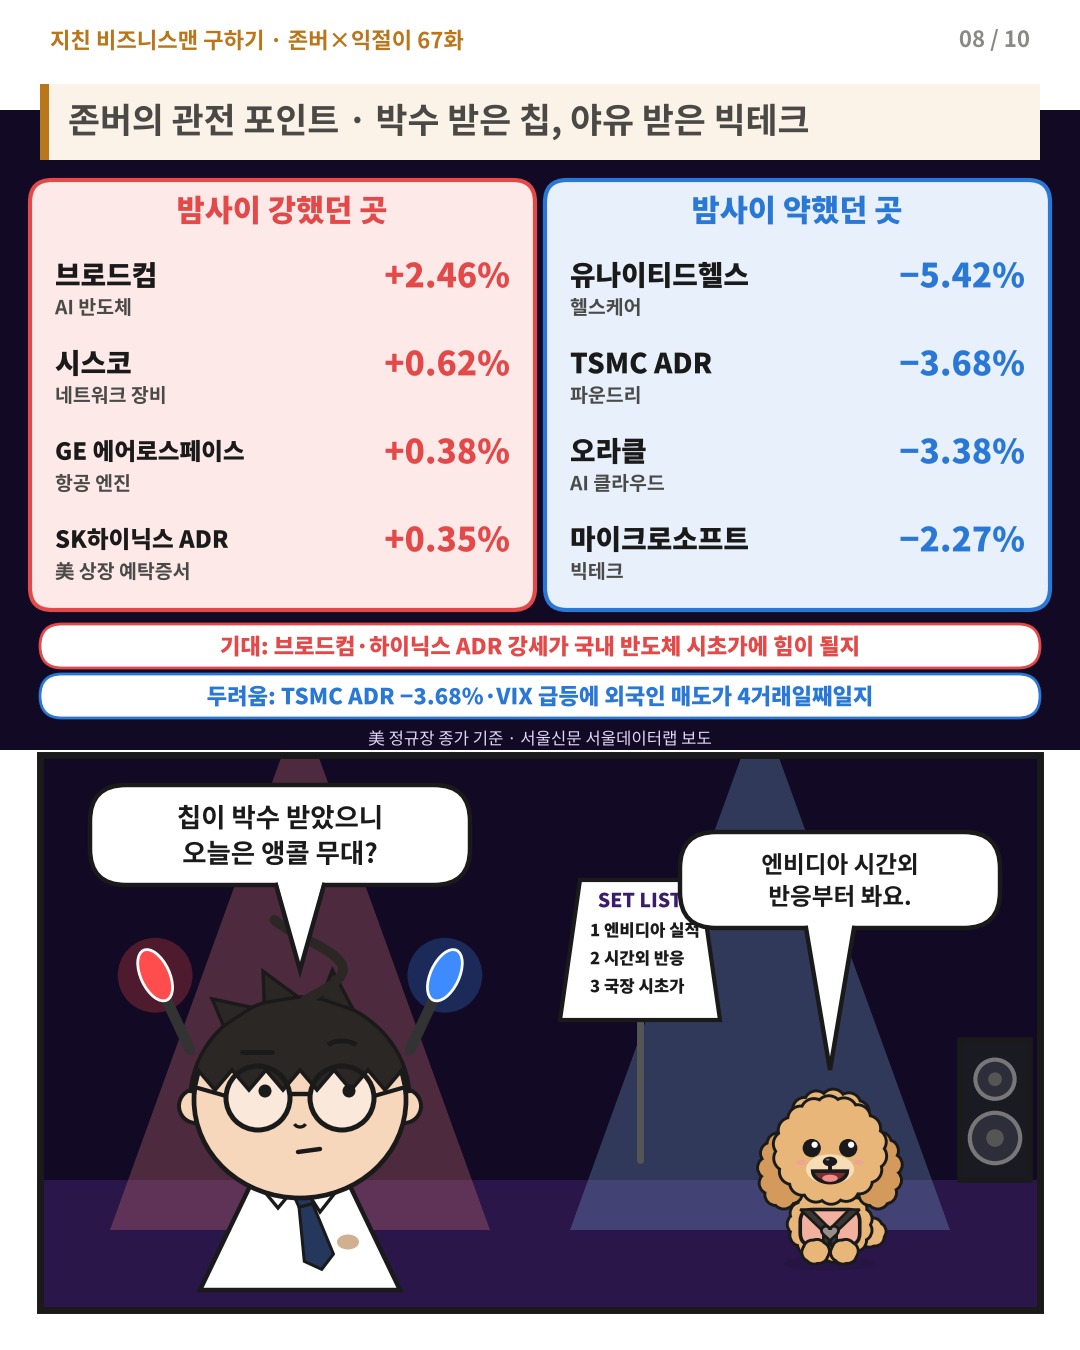 지친 비즈니스맨 구하기 · 존버×익절이 67화
08 / 10
존버의 관전 포인트 · 박수 받은 칩, 야유 받은 빅테크
밤사이 강했던 곳
브로드컴 +2.46%
AI 반도체
시스코 +0.62%
네트워크 장비
GE 에어로스페이스 +0.38%
항공 엔진
SK하이닉스 ADR +0.35%
美 상장 예탁증서
밤사이 약했던 곳
유나이티드헬스 −5.42%
헬스케어
TSMC ADR −3.68%
파운드리
오라클 −3.38%
AI 클라우드
마이크로소프트 −2.27%
빅테크
기대: 브로드컴·하이닉스 ADR 강세가 국내 반도체 시초가에 힘이 될지
두려움: TSMC ADR −3.68%·VIX 급등에 외국인 매도가 4거래일째일지
美 정규장 종가 기준 · 서울신문 서울데이터랩 보도
칩이 박수 받았으니
오늘은 앵콜 무대?
엔비디아 시간외
반응부터 봐요.
SET LIST
1 엔비디아 실적
2 시간외 반응
3 국장 시초가